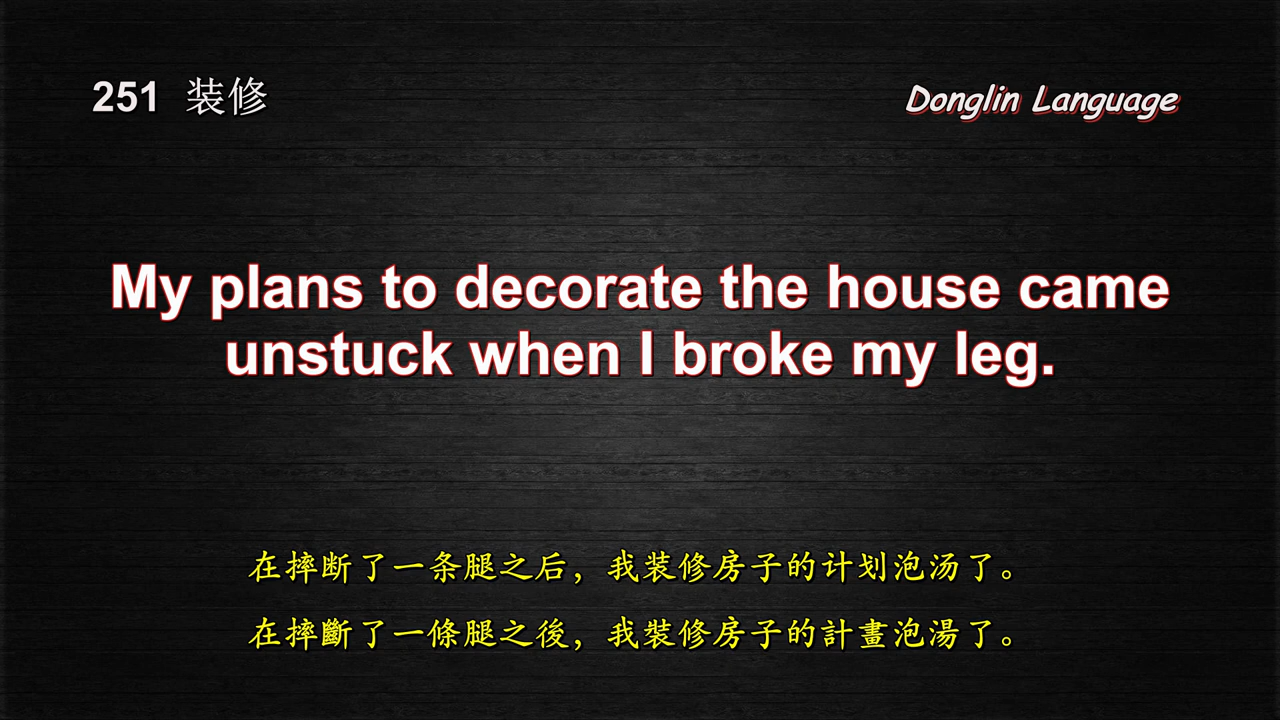 251 装修
Donglin Language
My plans to decorate the house came
unstuck when I broke my leg.
在摔断了一条腿之后，我装修房子的计划泡汤了。
在摔斷了一條腿之後，我裝修房子的計畫泡湯了。